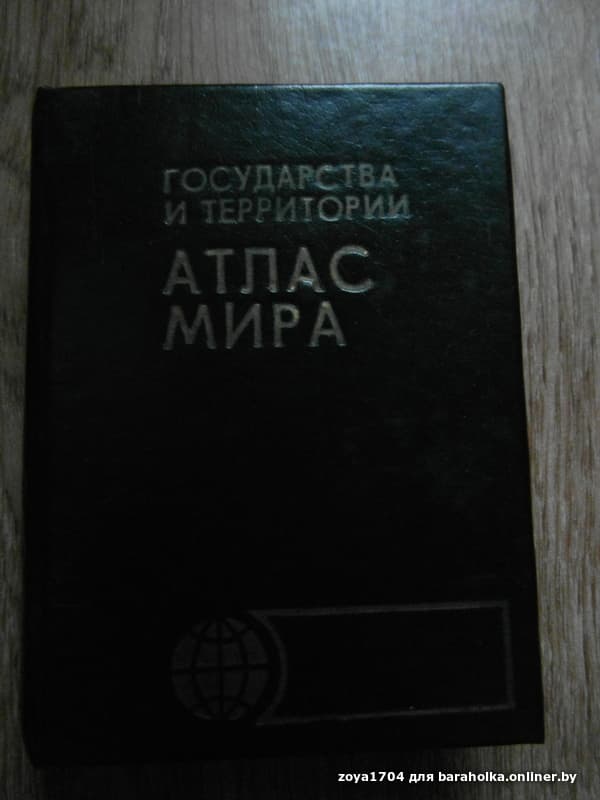 ГОСУДАРСТВА
И ТЕРРИТОРИИ
АТЛАС
МИРА
zoya1704 для baraholka.onliner.by